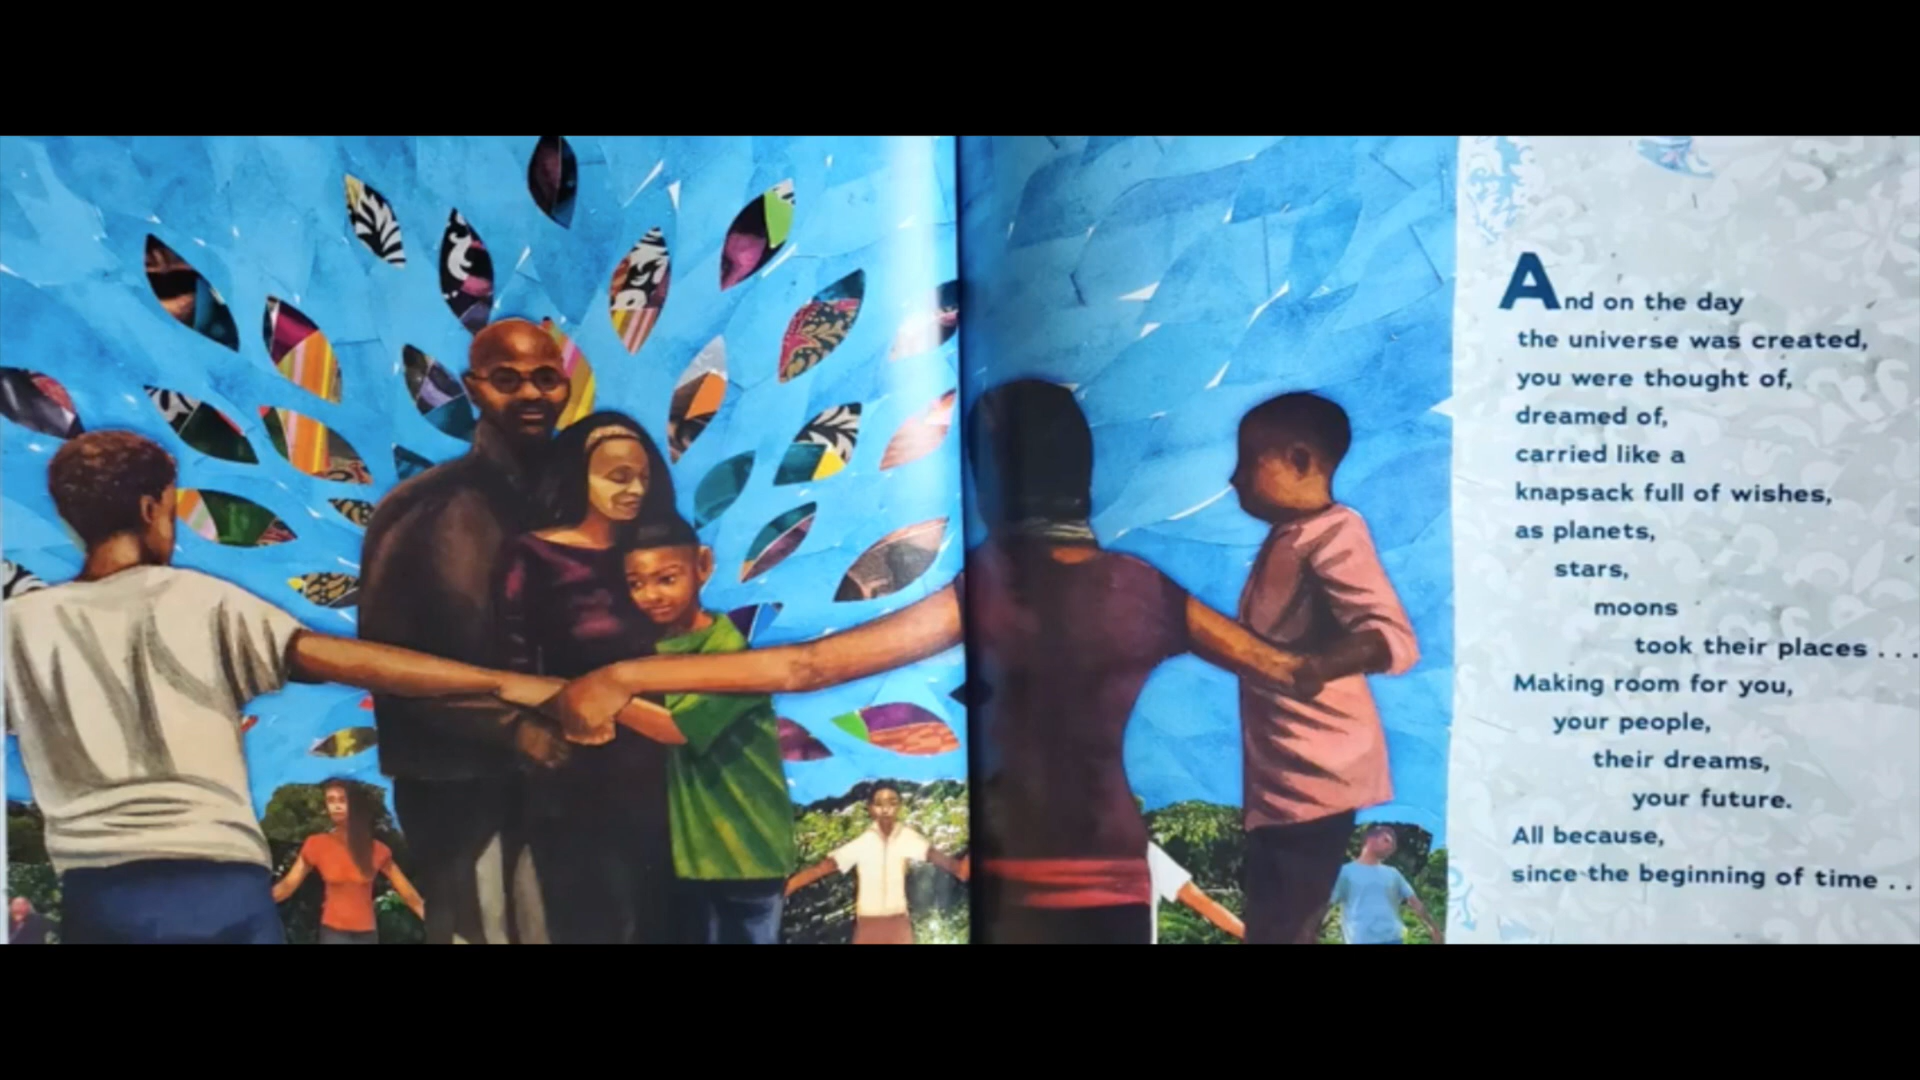 And on the day
the universe was created,
you were thought of,
dreamed of,
carried like a
knapsack full of wishes,
as planets,
stars,
moons
took their places . . .
Making room for you,
your people,
their dreams,
your future.
All because,
since the beginning of time . .